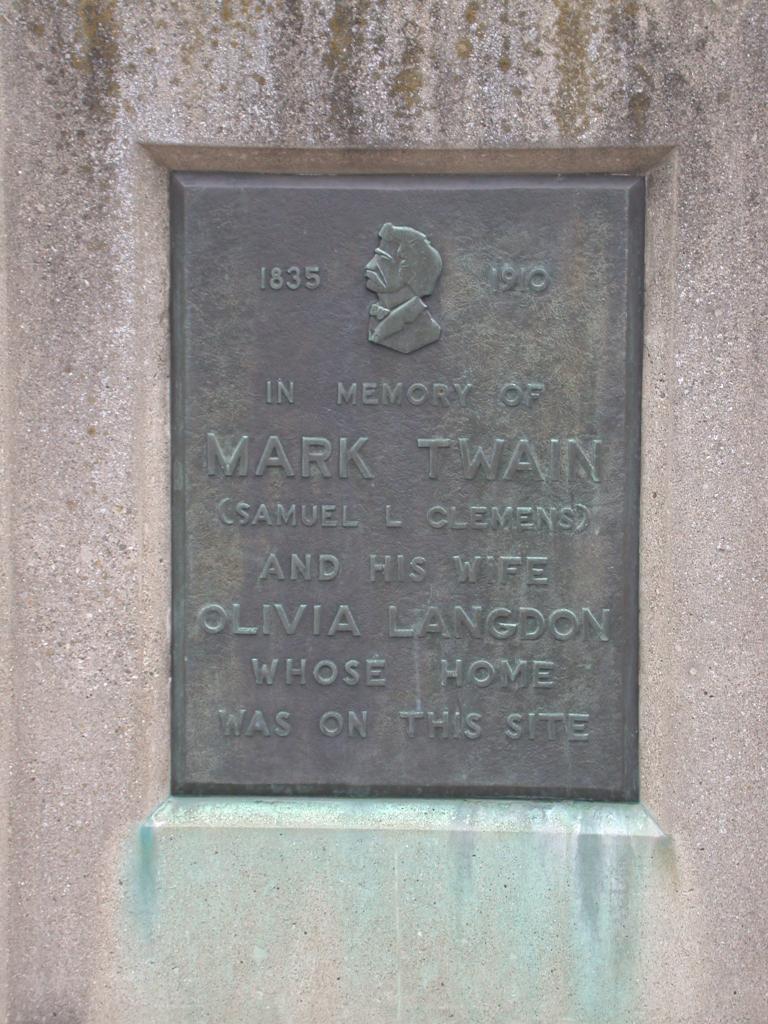 1835 1910
IN MEMORY OF
MARK TWAIN
(SAMUEL L CLEMENS)
AND HIS WIFE
OLIVIA LANGDON
WHOSE HOME
WAS ON THIS SITE